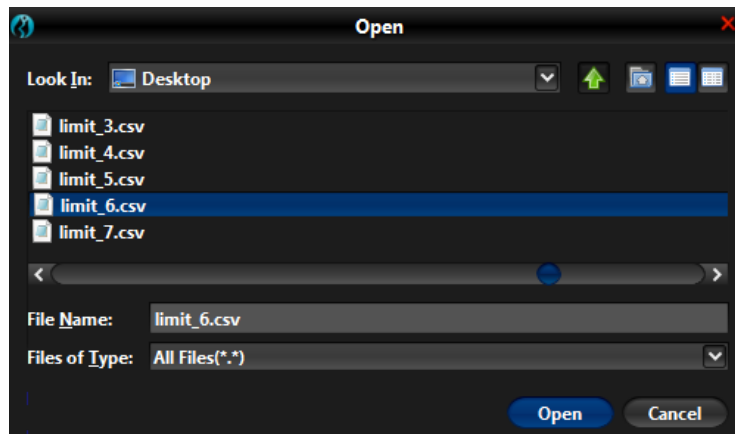 Open
Look In: Desktop
limit_3.csv
limit_4.csv
limit_5.csv
limit_6.csv
limit_7.csv
File Name: limit_6.csv
Files of Type: All Files(*.*)
Open Cancel